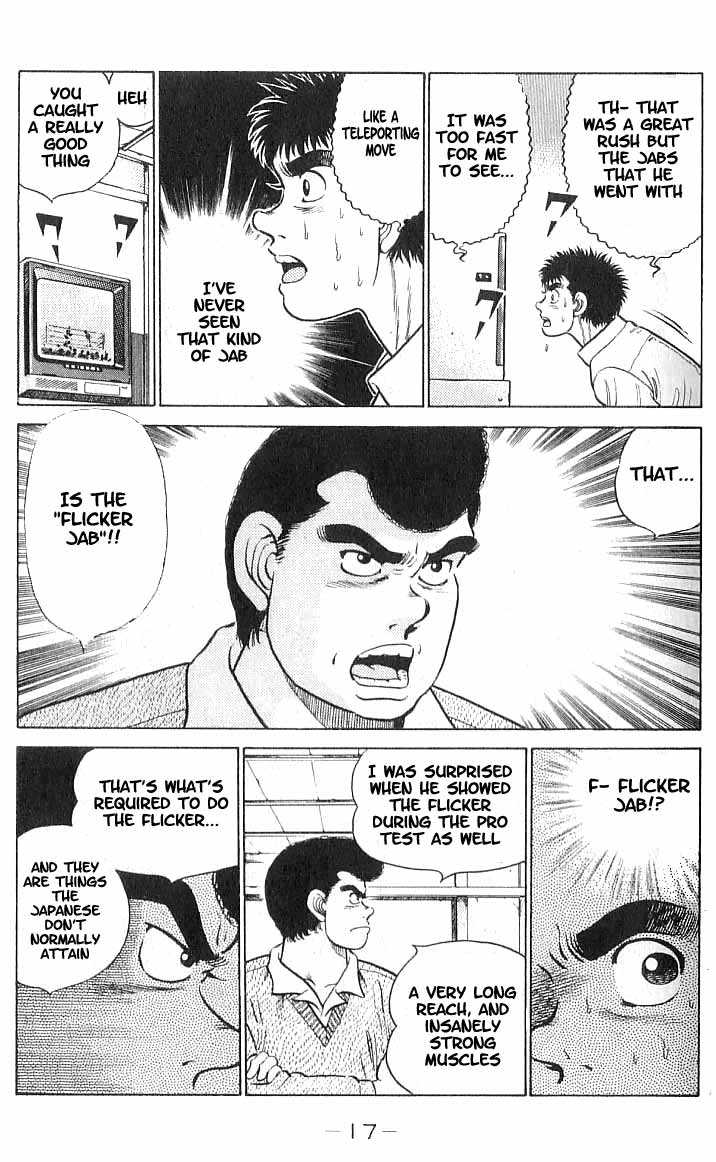 TH- THAT
WAS A GREAT
RUSH BUT
THE JABS
THAT HE
WENT WITH
IT WAS
TOO FAST
FOR ME
TO SEE...
LIKE A
TELEPORTING
MOVE
I'VE
NEVER
SEEN
THAT KIND
OF JAB
HEH
YOU
CAUGHT
A REALLY
GOOD
THING
THAT...
IS THE
"FLICKER
JAB"!!
F- FLICKER
JAB!?
I WAS SURPRISED
WHEN HE SHOWED
THE FLICKER
DURING THE PRO
TEST AS WELL
A VERY LONG
REACH, AND
INSANELY
STRONG
MUSCLES
THAT'S WHAT'S
REQUIRED TO DO
THE FLICKER...
AND THEY
ARE THINGS
THE
JAPANESE
DON'T
NORMALLY
ATTAIN
—17—